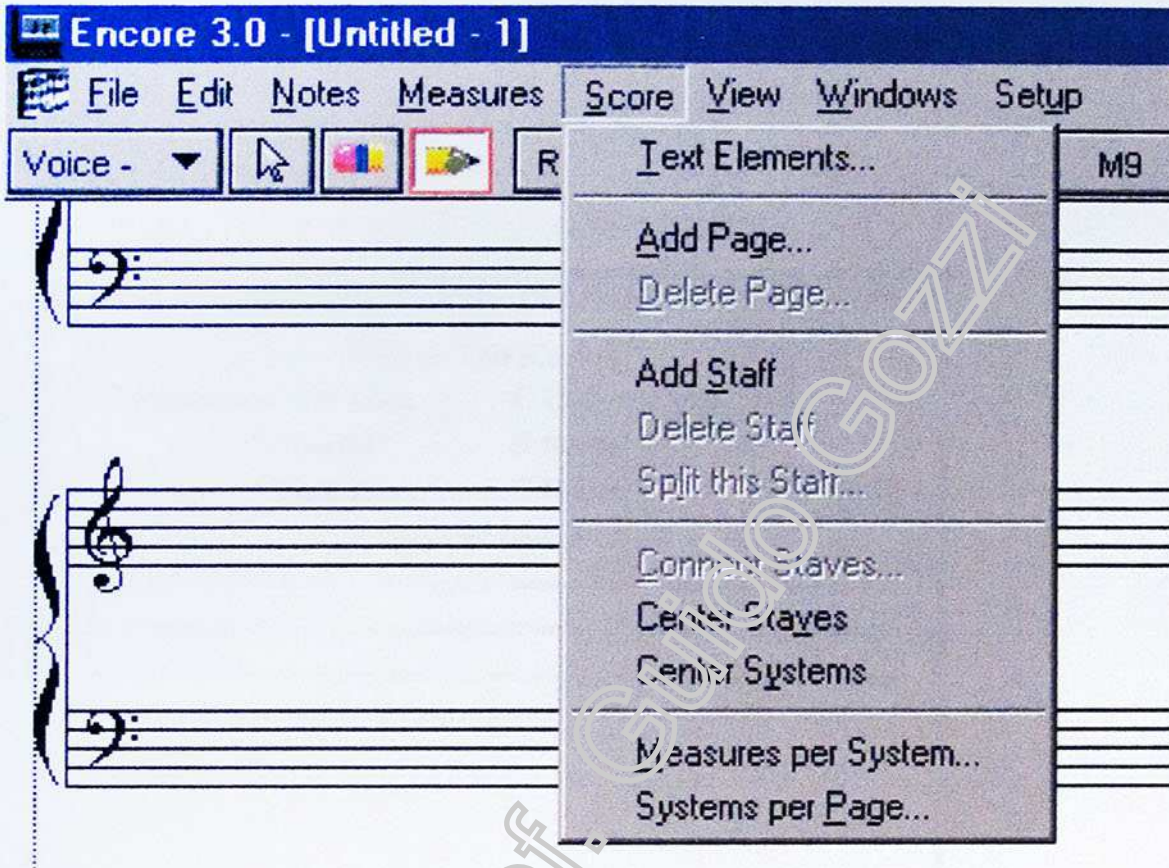 Encore 3.0 - [Untitled - 1]
File Edit Notes Measures Score View Windows Setup
Voice - R M9
Text Elements...
Add Page...
Delete Page...
Add Staff
Delete Staff
Split this Staff...
Connect Staves...
Center Staves
Center Systems
Measures per System...
Systems per Page...
Prof. Guido Gozzi